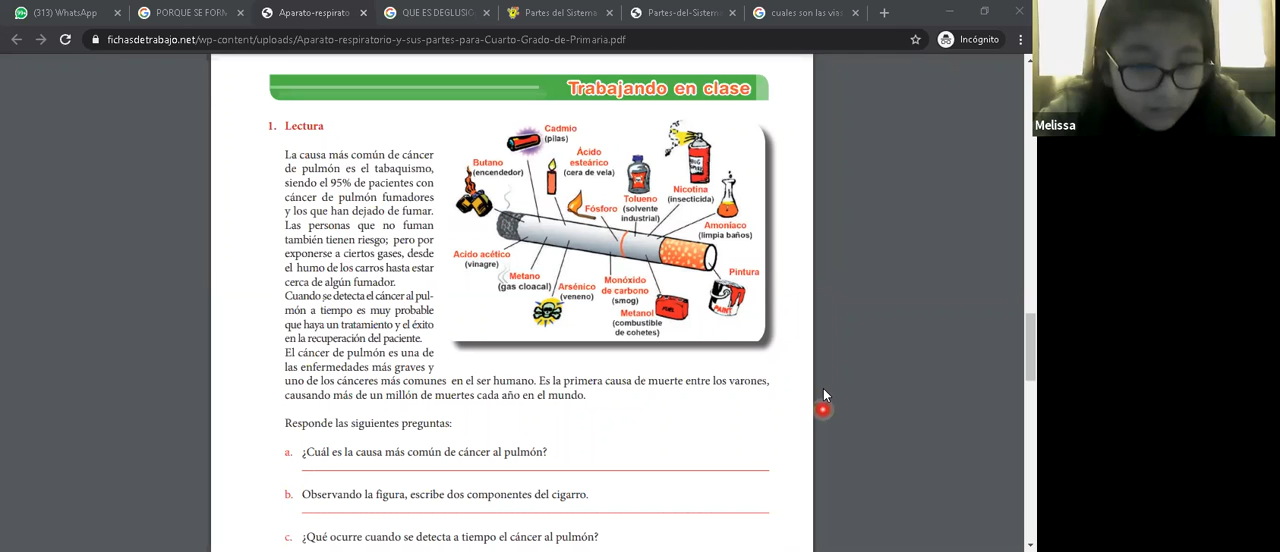 (313) WhatsApp
PORQUE SE FORM
Aparato-respirato
QUE ES DEGLUSIC
Partes del Sistema
Partes-del-Sistema
cuales son las vias
fichasdetrabajo.net/wp-content/uploads/Aparato-respiratorio-y-sus-partes-para-Cuarto-Grado-de-Primaria.pdf
Incógnito
Melissa
Trabajando en clase
1. Lectura
La causa más común de cáncer
de pulmón es el tabaquismo,
siendo el 95% de pacientes con
cáncer de pulmón fumadores
y los que han dejado de fumar.
Las personas que no fuman
también tienen riesgo; pero por
exponerse a ciertos gases, desde
el humo de los carros hasta estar
cerca de algún fumador.
Cuando se detecta el cáncer al pul-
món a tiempo es muy probable
que haya un tratamiento y el éxito
en la recuperación del paciente.
El cáncer de pulmón es una de
las enfermedades más graves y
uno de los cánceres más comunes en el ser humano. Es la primera causa de muerte entre los varones,
causando más de un millón de muertes cada año en el mundo.
Cadmio
(pilas)
Butano
(encendedor)
Ácido
esteárico
(cera de vela)
Fósforo
Tolueno
(solvente
industrial)
Nicotina
(insecticida)
Amoniaco
(limpia baños)
Acido acético
(vinagre)
Metano
(gas cloacal)
Arsénico
(veneno)
Monóxido
de carbono
(smog)
Metanol
(combustible
de cohetes)
Pintura
PAINT
FUEL
Responde las siguientes preguntas:
a. ¿Cuál es la causa más común de cáncer al pulmón?
b. Observando la figura, escribe dos componentes del cigarro.
c. ¿Qué ocurre cuando se detecta a tiempo el cáncer al pulmón?